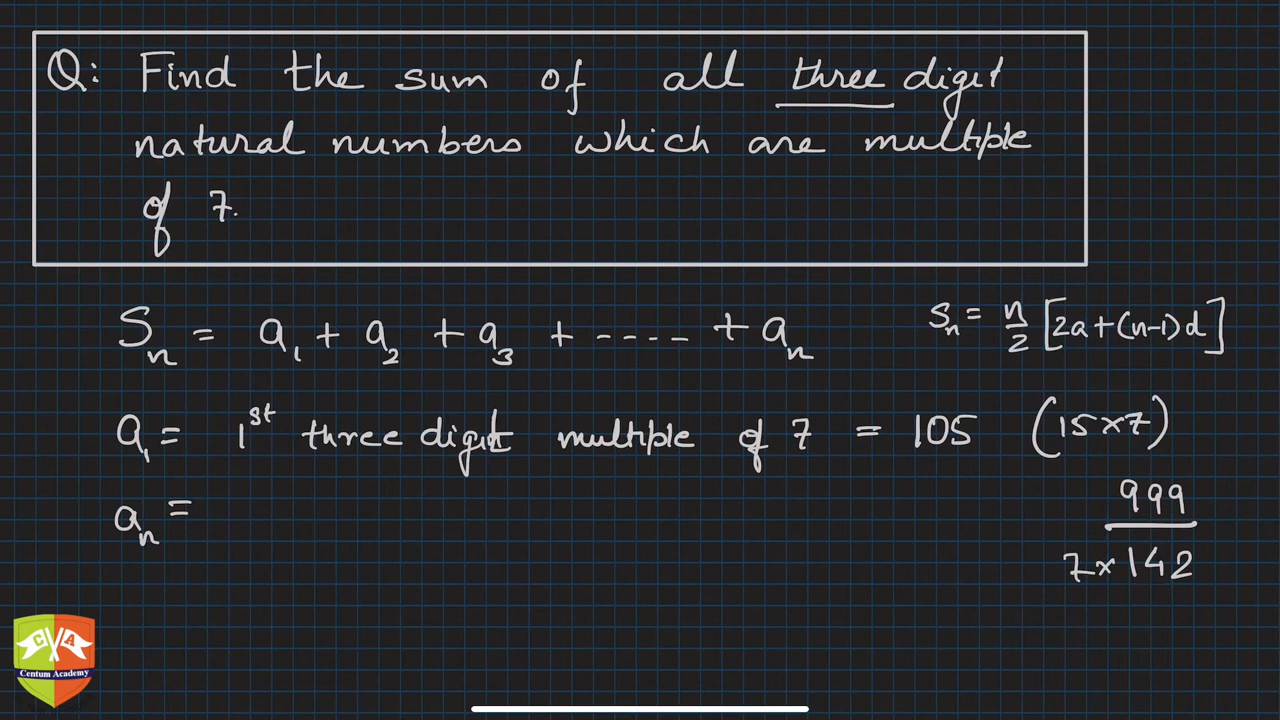 Q: Find the sum of all three digit
natural numbers which are multiple
of 7.
Sₙ = a₁ + a₂ + a₃ + ---- + aₙ
Sₙ = n/2 [2a+(n-1)d]
a₁ = 1ˢᵗ three digit multiple of 7 = 105 (15×7)
aₙ =
999
7×142
C A
Centum Academy